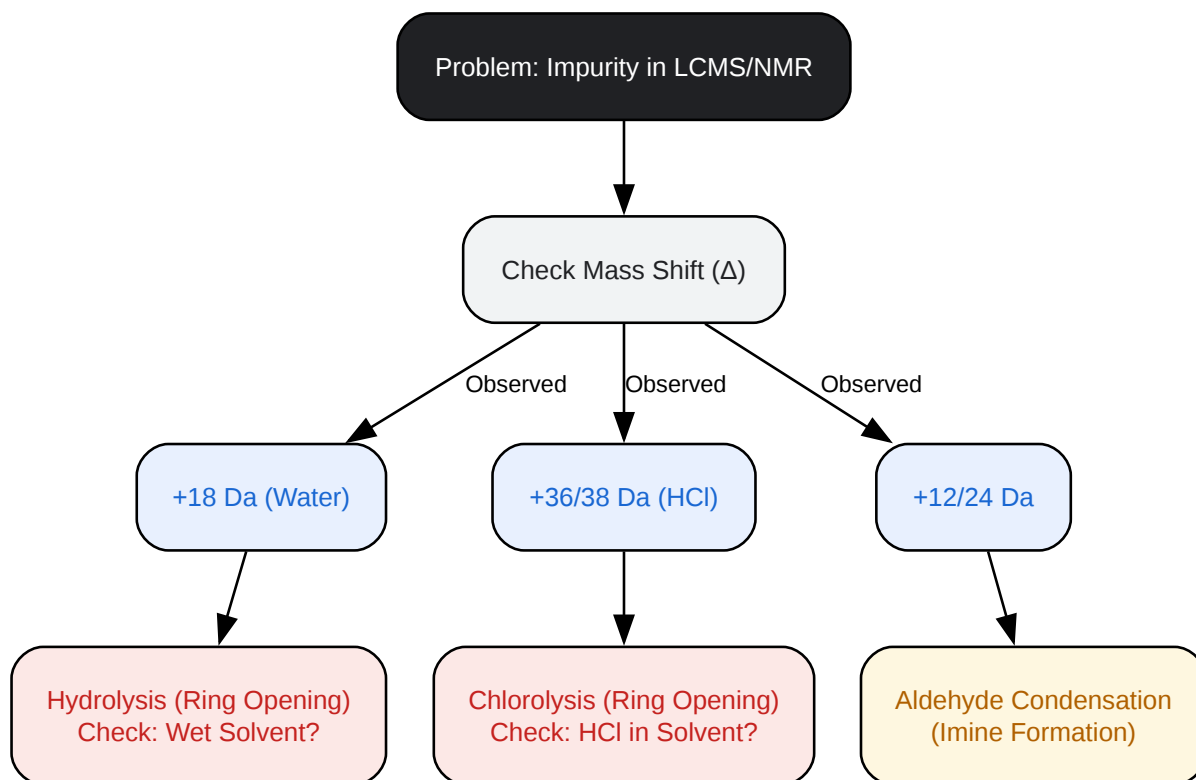 Problem: Impurity in LCMS/NMR
Check Mass Shift (Δ)
Observed
Observed
Observed
+18 Da (Water)
+36/38 Da (HCl)
+12/24 Da
Hydrolysis (Ring Opening)
Check: Wet Solvent?
Chlorolysis (Ring Opening)
Check: HCl in Solvent?
Aldehyde Condensation
(Imine Formation)